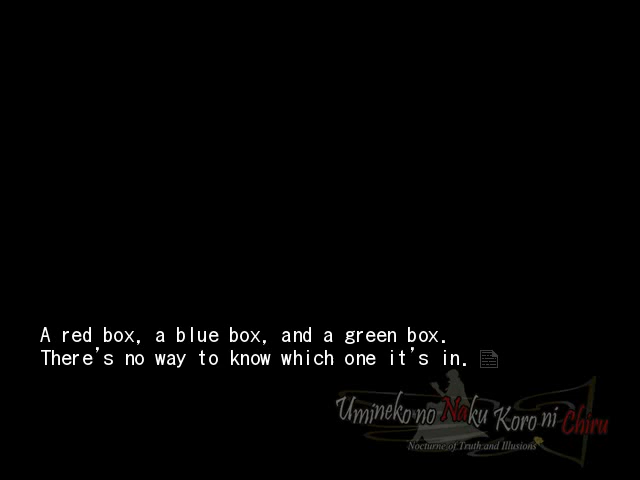 A red box, a blue box, and a green box.
There's no way to know which one it's in.
Umineko no Naku Koro ni Chiru
Nocturne of Truth and Illusions